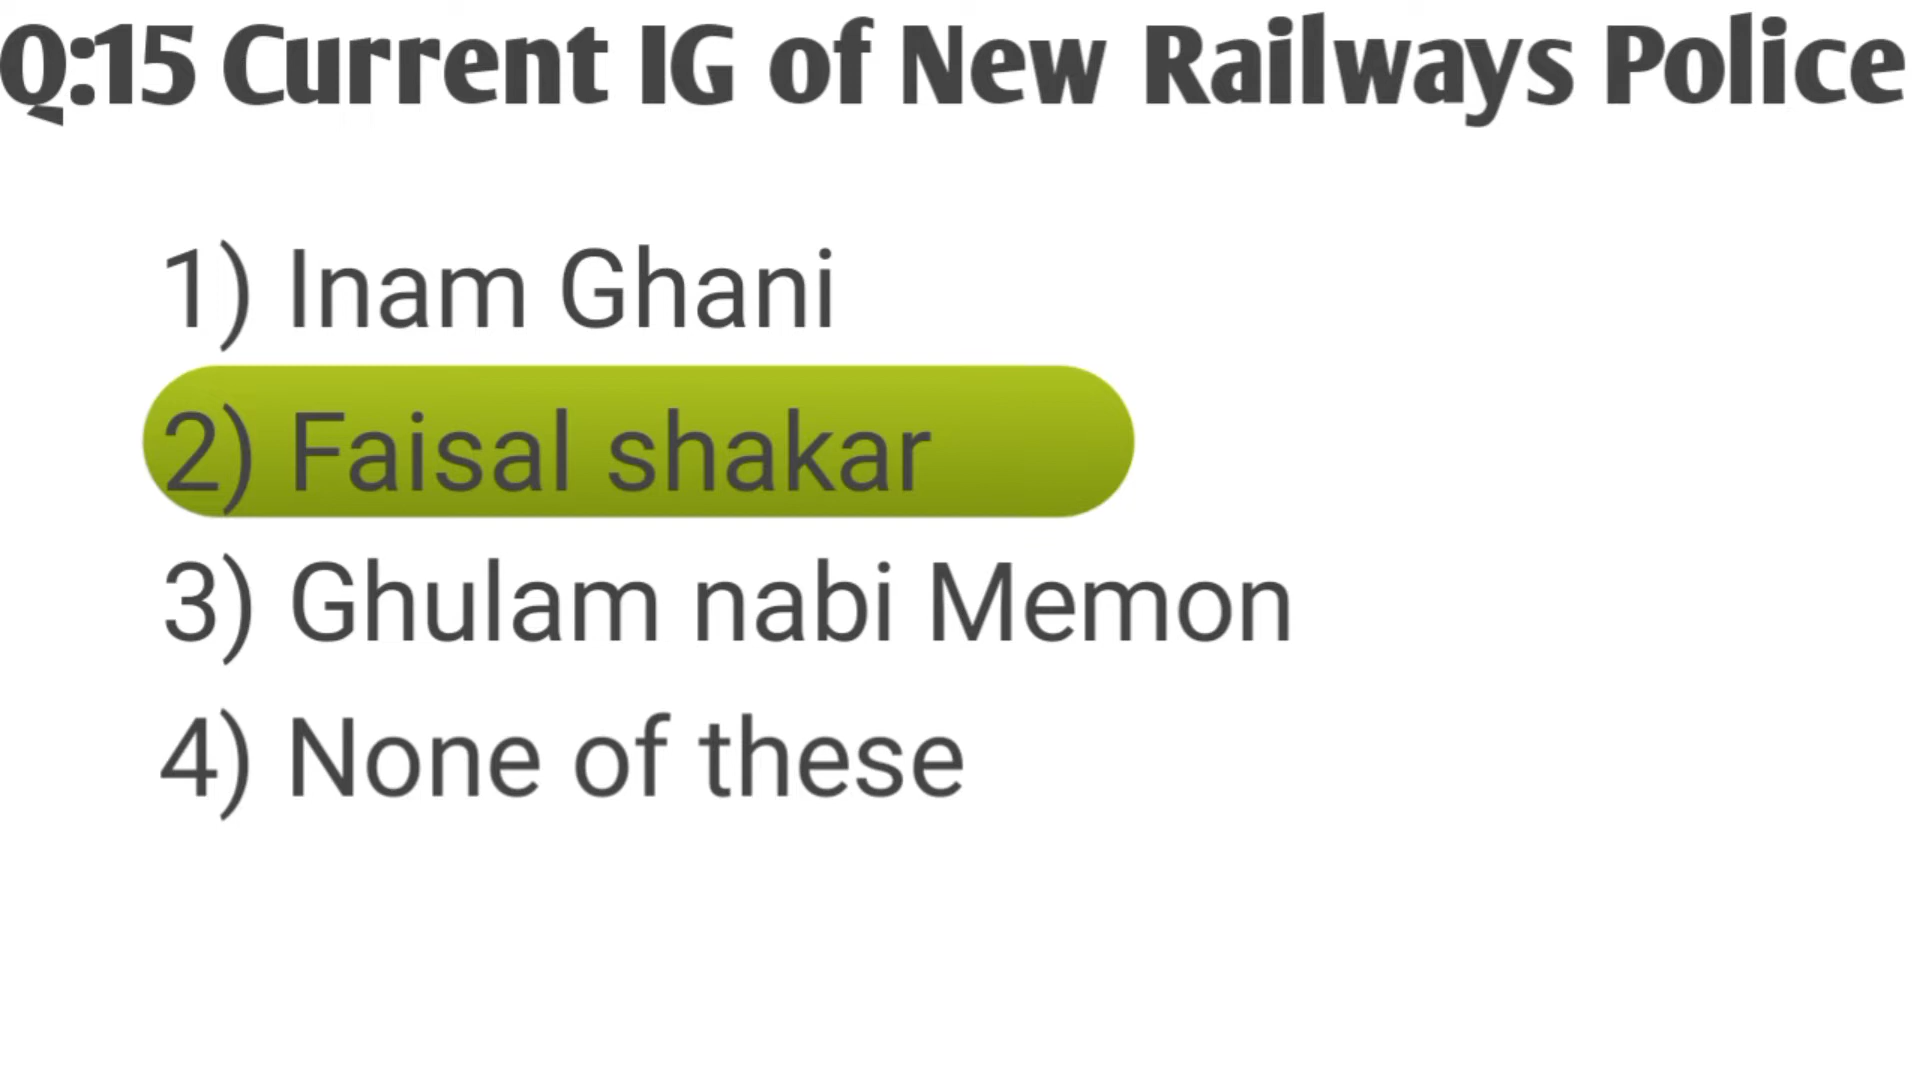 Q:15 Current IG of New Railways Police
1) Inam Ghani
2) Faisal shakar
3) Ghulam nabi Memon
4) None of these